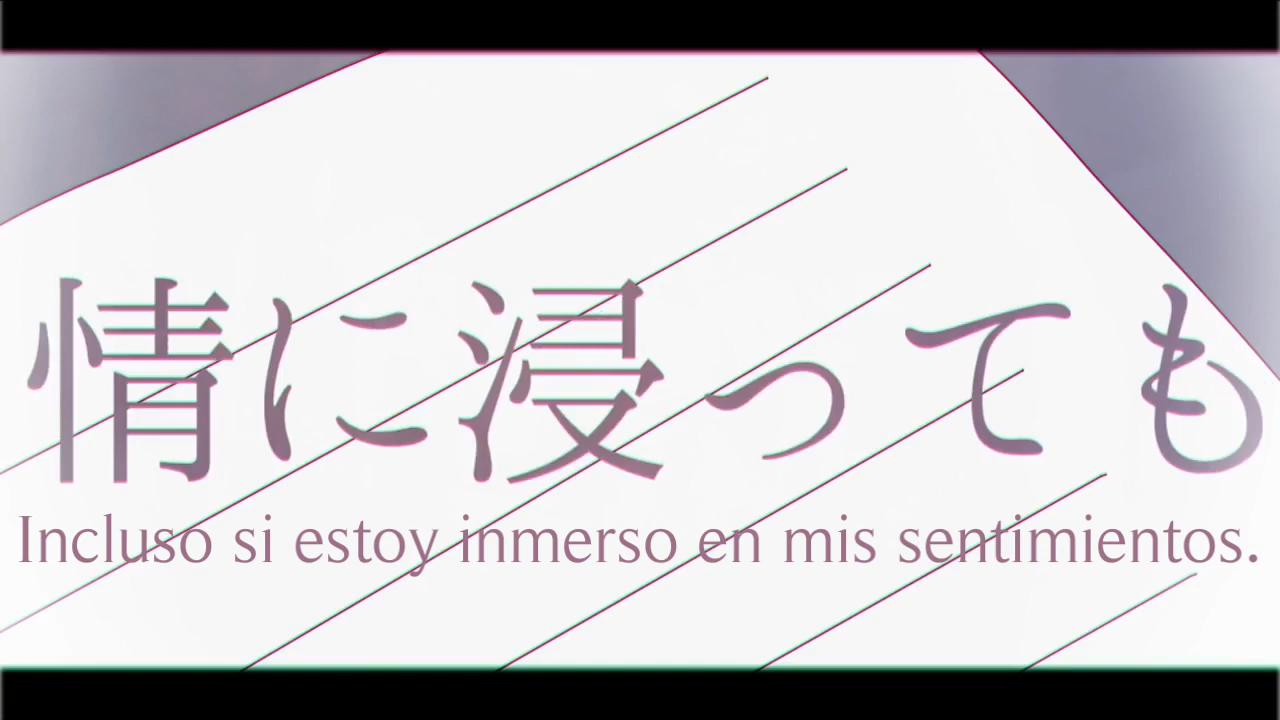 情に浸っても
Incluso si estoy inmerso en mis sentimientos.